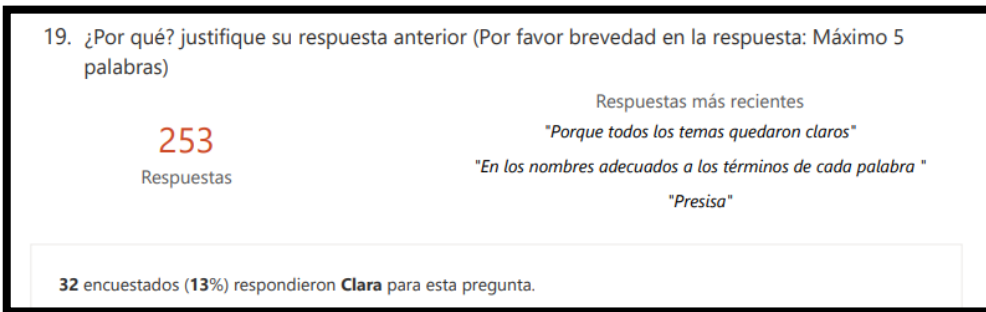 19. ¿Por qué? justifique su respuesta anterior (Por favor brevedad en la respuesta: Máximo 5
palabras)
253
Respuestas
Respuestas más recientes
"Porque todos los temas quedaron claros"
"En los nombres adecuados a los términos de cada palabra "
"Presisa"
32 encuestados (13%) respondieron Clara para esta pregunta.